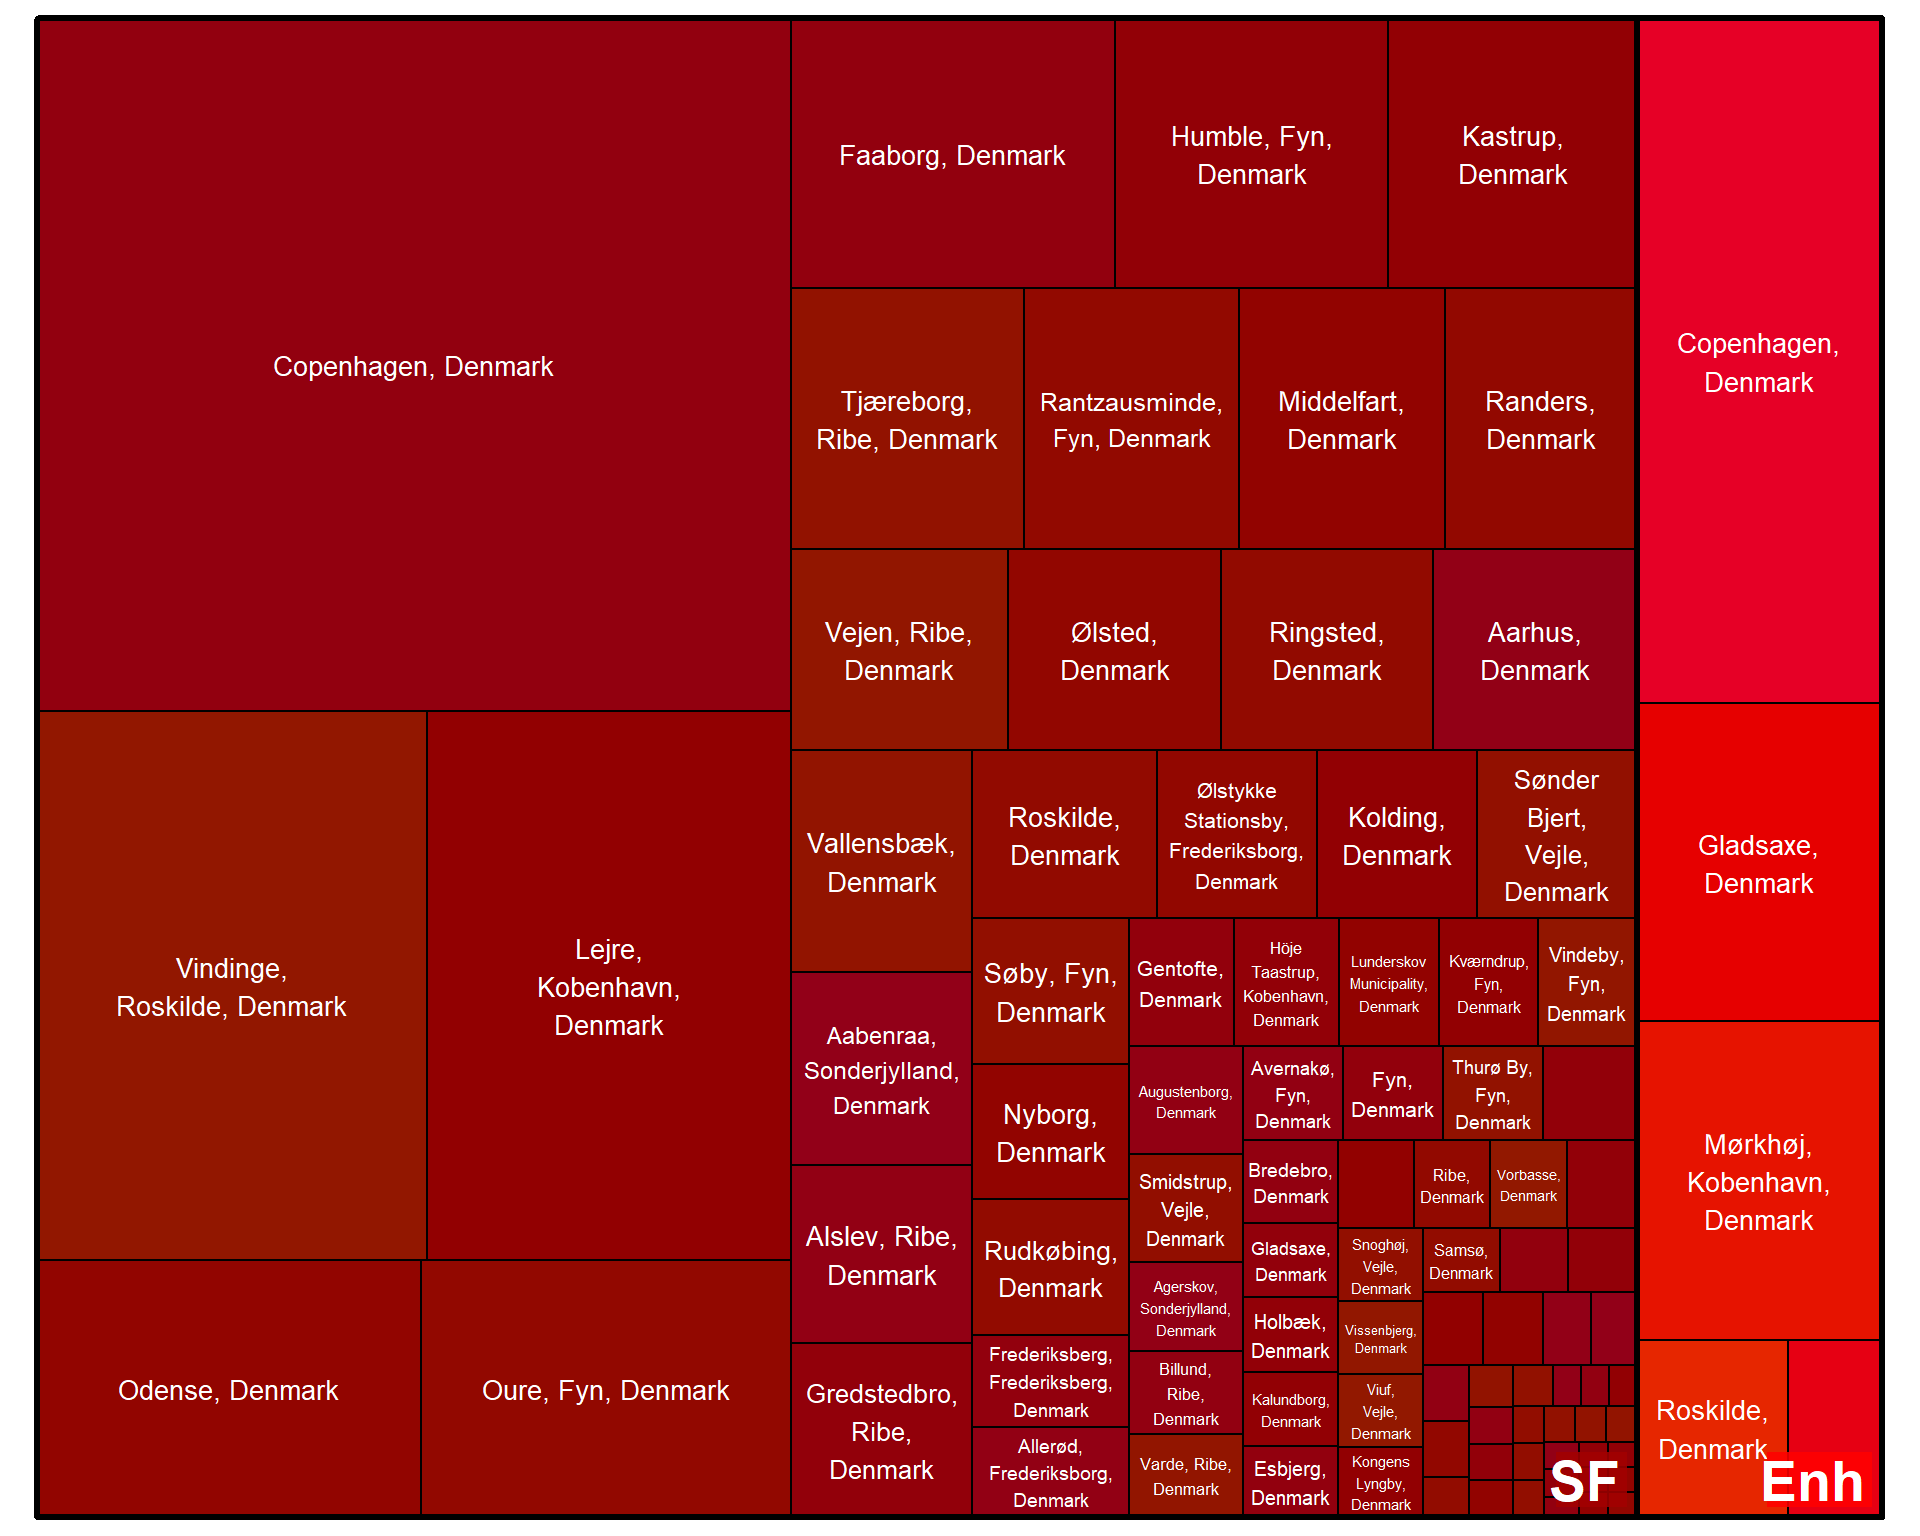 Copenhagen, Denmark
Vindinge,
Roskilde, Denmark
Lejre,
Kobenhavn,
Denmark
Odense, Denmark
Oure, Fyn, Denmark
Faaborg, Denmark
Humble, Fyn,
Denmark
Kastrup,
Denmark
Tjæreborg,
Ribe, Denmark
Rantzausminde,
Fyn, Denmark
Middelfart,
Denmark
Randers,
Denmark
Vejen, Ribe,
Denmark
Ølsted,
Denmark
Ringsted,
Denmark
Aarhus,
Denmark
Vallensbæk,
Denmark
Aabenraa,
Sonderjylland,
Denmark
Alslev, Ribe,
Denmark
Gredstedbro,
Ribe,
Denmark
Roskilde,
Denmark
Ølstykke
Stationsby,
Frederiksborg,
Denmark
Kolding,
Denmark
Sønder
Bjert,
Vejle,
Denmark
Søby, Fyn,
Denmark
Nyborg,
Denmark
Rudkøbing,
Denmark
Frederiksberg,
Frederiksberg,
Denmark
Allerød,
Frederiksborg,
Denmark
Gentofte,
Denmark
Höje
Taastrup,
Kobenhavn,
Denmark
Lunderskov
Municipality,
Denmark
Kværndrup,
Fyn,
Denmark
Vindeby,
Fyn,
Denmark
Augustenborg,
Denmark
Smidstrup,
Vejle,
Denmark
Agerskov,
Sonderjylland,
Denmark
Billund,
Ribe,
Denmark
Varde, Ribe,
Denmark
Avernakø,
Fyn,
Denmark
Fyn,
Denmark
Thurø By,
Fyn,
Denmark
Bredebro,
Denmark
Gladsaxe,
Denmark
Holbæk,
Denmark
Kalundborg,
Denmark
Esbjerg,
Denmark
Ribe,
Denmark
Vorbasse,
Denmark
Snoghøj,
Vejle,
Denmark
Samsø,
Denmark
Vissenbjerg,
Denmark
Viuf,
Vejle,
Denmark
Kongens
Lyngby,
Denmark
SF
Copenhagen,
Denmark
Gladsaxe,
Denmark
Mørkhøj,
Kobenhavn,
Denmark
Roskilde,
Denmark
Enh